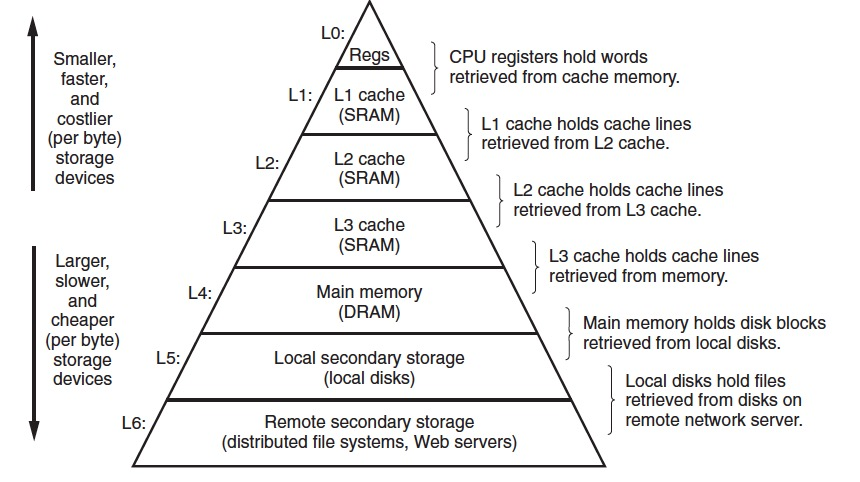 Smaller,
faster,
and
costlier
(per byte)
storage
devices
Larger,
slower,
and
cheaper
(per byte)
storage
devices
L0:
Regs
CPU registers hold words
retrieved from cache memory.
L1:
L1 cache
(SRAM)
L1 cache holds cache lines
retrieved from L2 cache.
L2:
L2 cache
(SRAM)
L2 cache holds cache lines
retrieved from L3 cache.
L3:
L3 cache
(SRAM)
L3 cache holds cache lines
retrieved from memory.
L4:
Main memory
(DRAM)
Main memory holds disk blocks
retrieved from local disks.
L5:
Local secondary storage
(local disks)
Local disks hold files
retrieved from disks on
remote network server.
L6:
Remote secondary storage
(distributed file systems, Web servers)